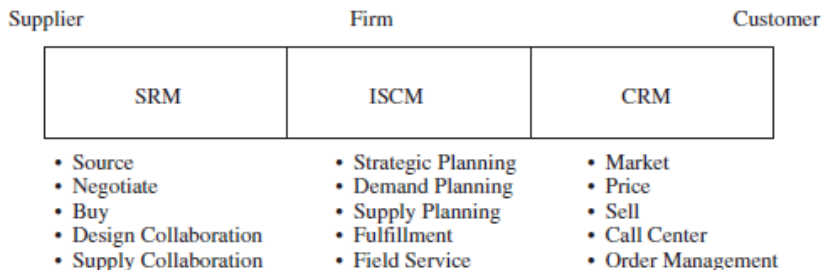 Supplier Firm Customer
SRM ISCM CRM
• Source
• Negotiate
• Buy
• Design Collaboration
• Supply Collaboration
• Strategic Planning
• Demand Planning
• Supply Planning
• Fulfillment
• Field Service
• Market
• Price
• Sell
• Call Center
• Order Management